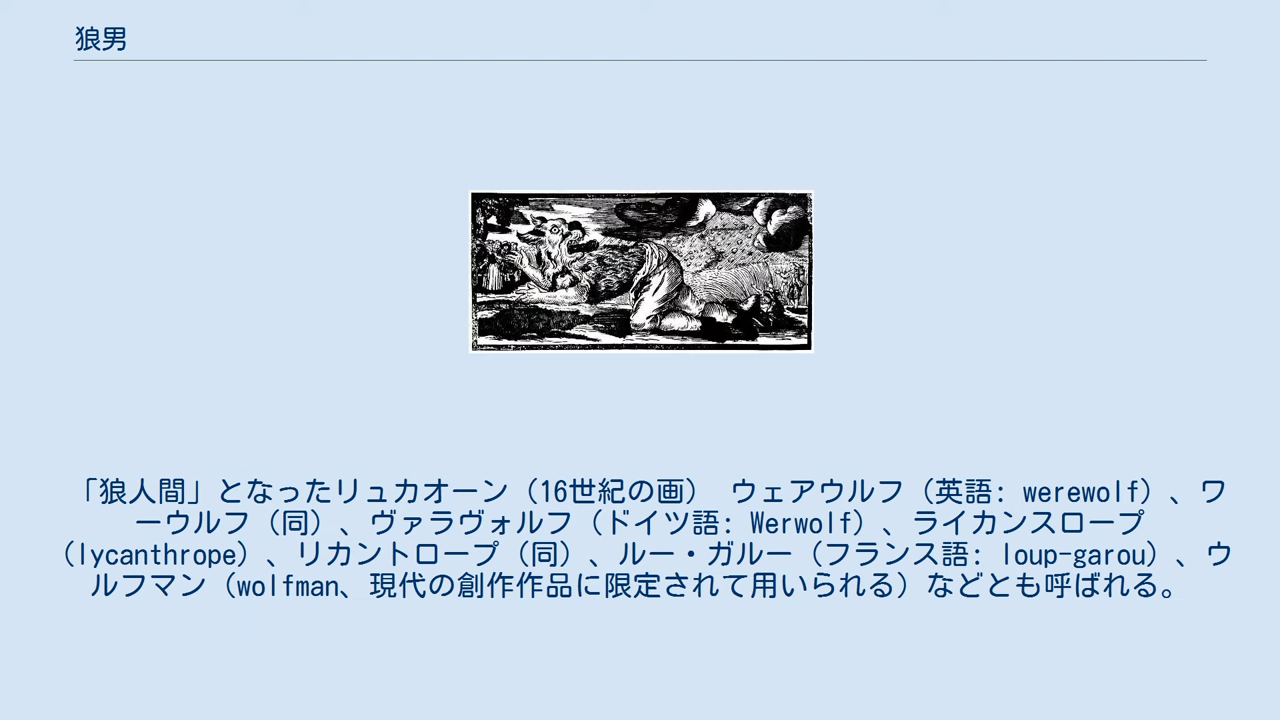 狼男
「狼人間」となったリュカオーン（16世紀の画） ウェアウルフ（英語: werewolf）、ワ
ーウルフ（同）、ヴァラヴォルフ（ドイツ語: Werwolf）、ライカンスロープ
（lycanthrope）、リカントロープ（同）、ルー・ガルー（フランス語: loup-garou）、ウ
ルフマン（wolfman、現代の創作作品に限定されて用いられる）などとも呼ばれる。